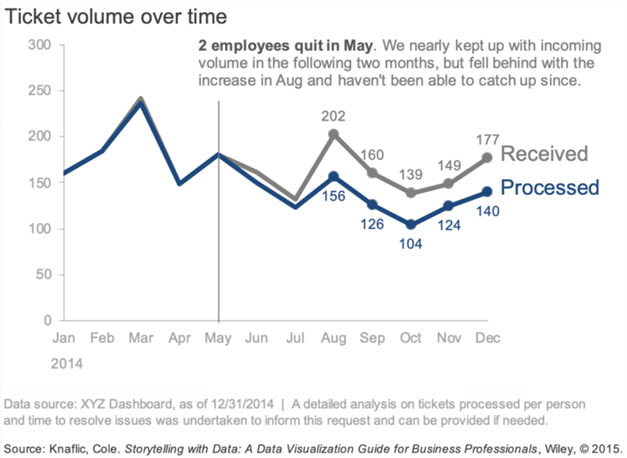 Ticket volume over time
300
2 employees quit in May. We nearly kept up with incoming
volume in the following two months, but fell behind with the
increase in Aug and haven't been able to catch up since.
250
202
200
160
177
149
139
Received
150
Processed
156
126
140
124
104
100
50
0
Jan Feb Mar Apr May Jun Jul Aug Sep Oct Nov Dec
2014
Data source: XYZ Dashboard, as of 12/31/2014 | A detailed analysis on tickets processed per person
and time to resolve issues was undertaken to inform this request and can be provided if needed.
Source: Knaflic, Cole. Storytelling with Data: A Data Visualization Guide for Business Professionals, Wiley, © 2015.